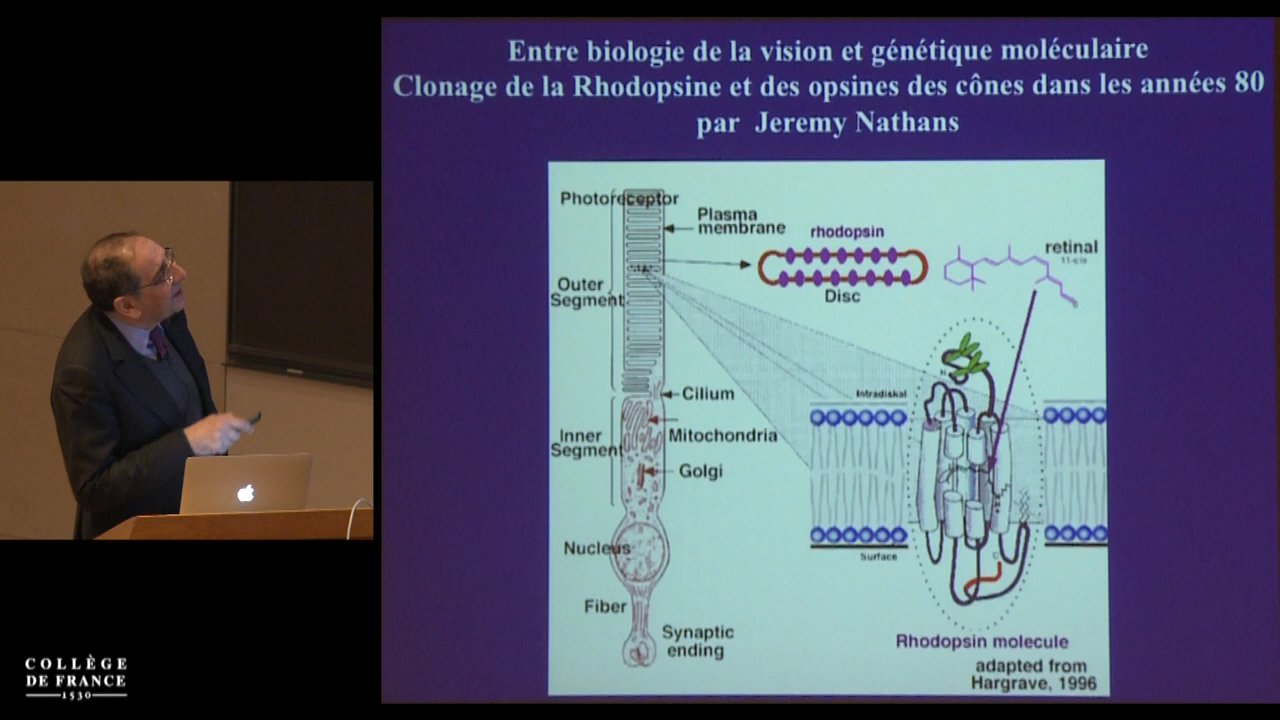 Entre biologie de la vision et génétique moléculaire
Clonage de la Rhodopsine et des opsines des cônes dans les années 80
par Jeremy Nathans
Photoreceptor
Plasma
membrane
rhodopsin
retinal
11-cis
Outer
Segment
Disc
Cilium
Intradiskal
N
Inner
Segment
Mitochondria
Golgi
Nucleus
Surface
C
Fiber
Synaptic
ending
Rhodopsin molecule
adapted from
Hargrave, 1996
COLLÈGE
DE FRANCE
1530